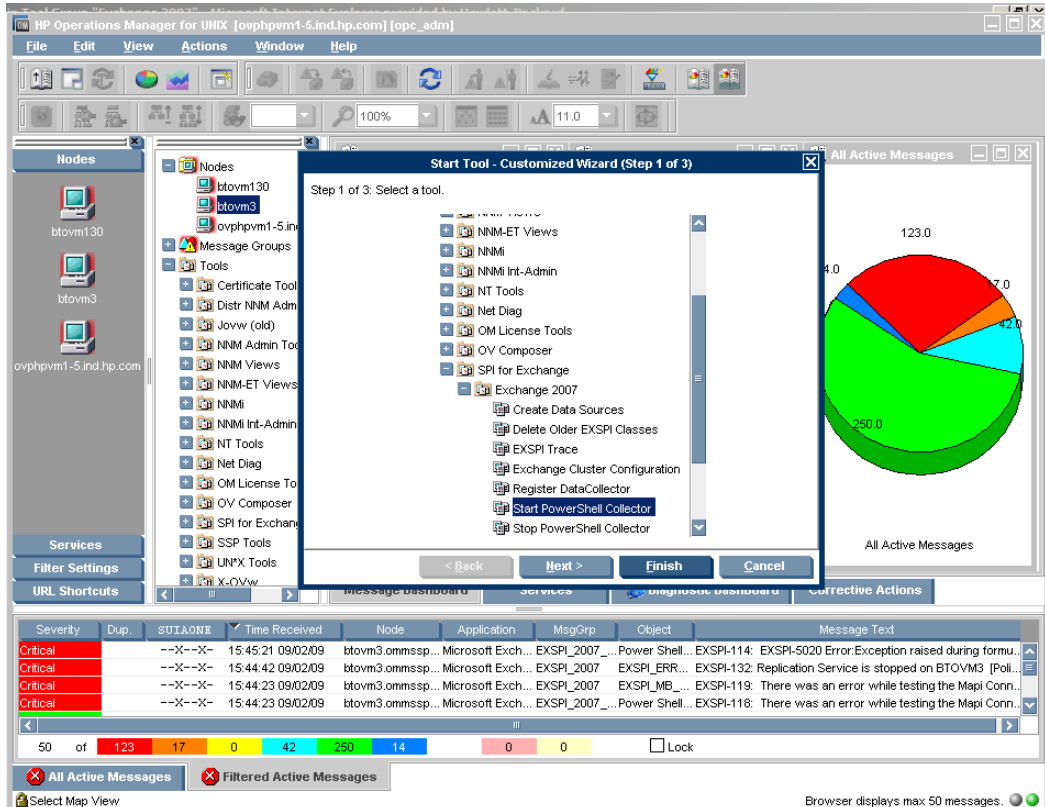 HP Operations Manager for UNIX [ovphpvm1-5.ind.hp.com] [opc_adm]
File Edit View Actions Window Help
100%
11.0
Nodes
btovm130
btovm3
ovphpvm1-5.ind.hp.com
Services
Filter Settings
URL Shortcuts
Nodes
btovm130
btovm3
ovphpvm1-5.in
Message Groups
Tools
Certificate Tool
Distr NNM Adm
Jovw (old)
NNM Admin Too
NNM Views
NNM-ET Views
NNMi
NNMi Int-Admin
NT Tools
Net Diag
OM License To
OV Composer
SPI for Exchang
SSP Tools
UN*X Tools
X-OVw
Start Tool - Customized Wizard (Step 1 of 3)
Step 1 of 3: Select a tool.
NNM-ET Views
NNMi
NNMi Int-Admin
NT Tools
Net Diag
OM License Tools
OV Composer
SPI for Exchange
Exchange 2007
Create Data Sources
Delete Older EXSPI Classes
EXSPI Trace
Exchange Cluster Configuration
Register DataCollector
Start PowerShell Collector
Stop PowerShell Collector
< Back Next > Finish Cancel
All Active Messages
123.0
4.0
17.0
42.0
250.0
All Active Messages
Message Dashboard Services Diagnostic Dashboard Corrective Actions
Severity Dup. SUIAONE Time Received Node Application MsgGrp Object Message Text
Critical --X--X- 15:45:21 09/02/09 btovm3.ommssp... Microsoft Exch... EXSPI_2007_... Power Shell... EXSPI-114: EXSPI-5020 Error:Exception raised during formu...
Critical --X--X- 15:44:42 09/02/09 btovm3.ommssp... Microsoft Exch... EXSPI_2007 EXSPI_ERR... EXSPI-132: Replication Service is stopped on BTOVM3 [Poli...
Critical --X--X- 15:44:23 09/02/09 btovm3.ommssp... Microsoft Exch... EXSPI_2007 EXSPI_MB_... EXSPI-119: There was an error while testing the Mapi Conn...
Critical --X--X- 15:44:23 09/02/09 btovm3.ommssp... Microsoft Exch... EXSPI_2007_... Power Shell... EXSPI-118: There was an error while testing the Mapi Conn...
50 of 123 17 0 42 250 14 0 0 Lock
All Active Messages Filtered Active Messages
Select Map View Browser displays max 50 messages.